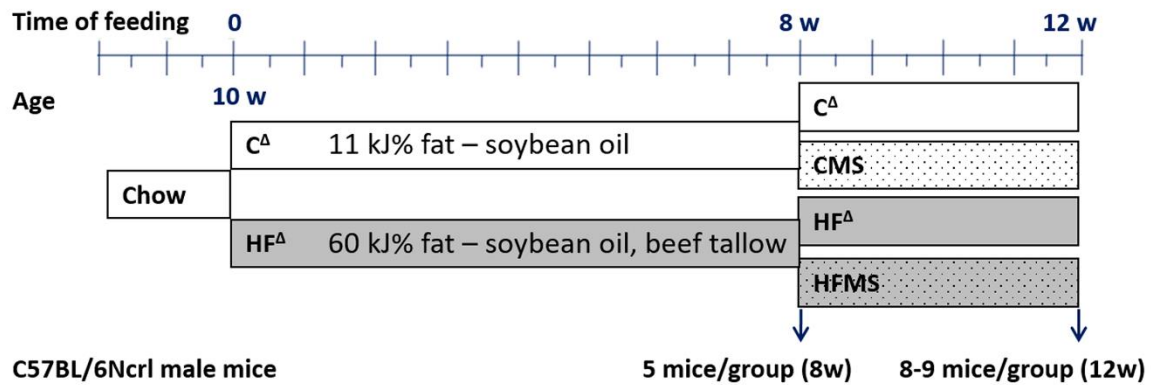 Time of feeding 0 8 w 12 w
Age 10 w
C^Δ
C^Δ 11 kJ% fat – soybean oil
CMS
Chow
HF^Δ
HF^Δ 60 kJ% fat – soybean oil, beef tallow
HFMS
C57BL/6Ncrl male mice 5 mice/group (8w) 8-9 mice/group (12w)